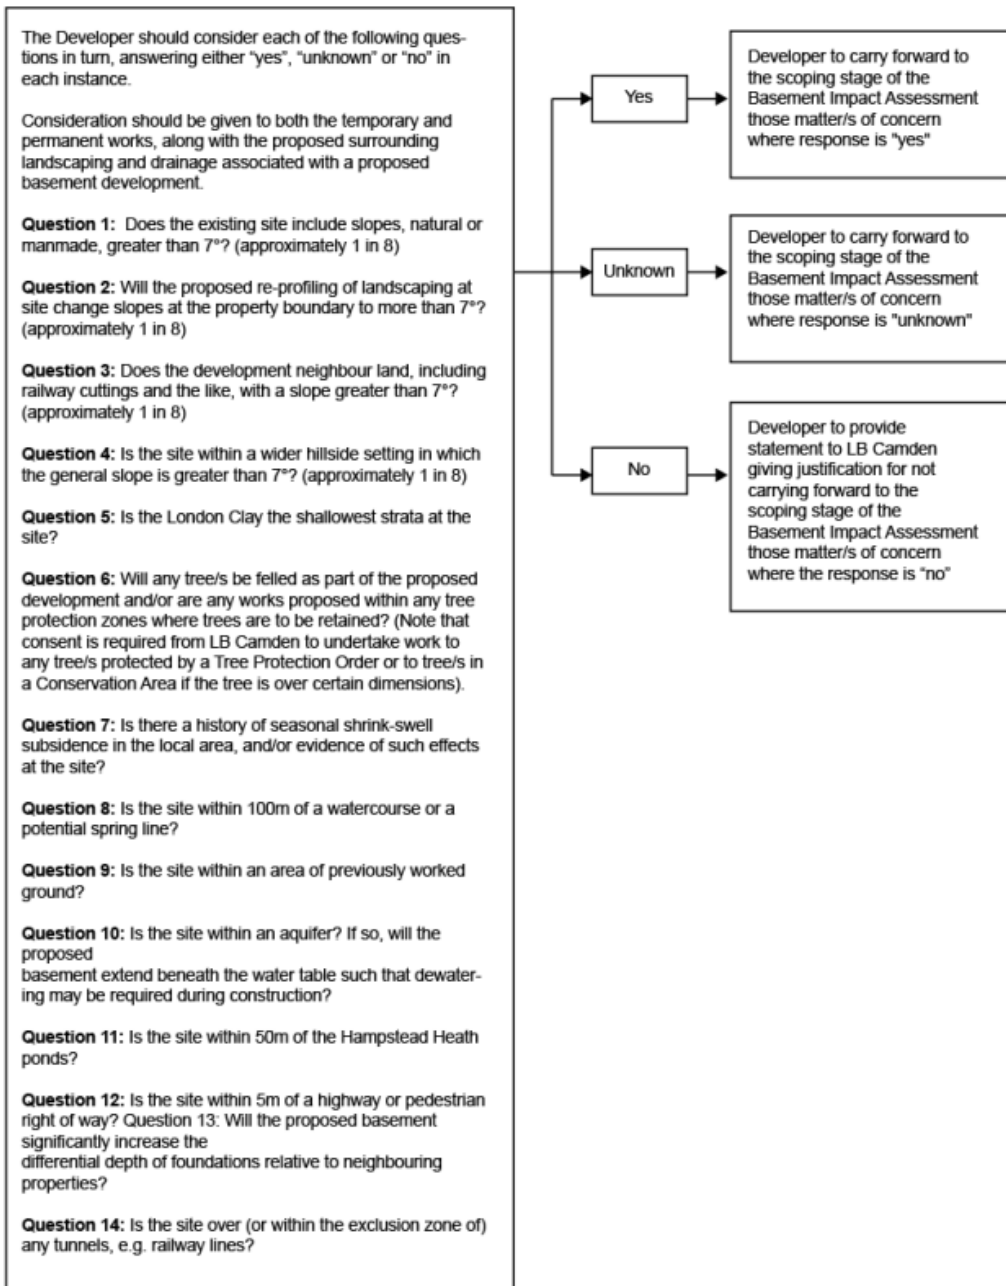 The Developer should consider each of the following ques-
tions in turn, answering either “yes”, “unknown” or “no” in
each instance.
Consideration should be given to both the temporary and
permanent works, along with the proposed surrounding
landscaping and drainage associated with a proposed
basement development.
Question 1: Does the existing site include slopes, natural or
manmade, greater than 7°? (approximately 1 in 8)
Question 2: Will the proposed re-profiling of landscaping at
site change slopes at the property boundary to more than 7°?
(approximately 1 in 8)
Question 3: Does the development neighbour land, including
railway cuttings and the like, with a slope greater than 7°?
(approximately 1 in 8)
Question 4: Is the site within a wider hillside setting in which
the general slope is greater than 7°? (approximately 1 in 8)
Question 5: Is the London Clay the shallowest strata at the
site?
Question 6: Will any tree/s be felled as part of the proposed
development and/or are any works proposed within any tree
protection zones where trees are to be retained? (Note that
consent is required from LB Camden to undertake work to
any tree/s protected by a Tree Protection Order or to tree/s in
a Conservation Area if the tree is over certain dimensions).
Question 7: Is there a history of seasonal shrink-swell
subsidence in the local area, and/or evidence of such effects
at the site?
Question 8: Is the site within 100m of a watercourse or a
potential spring line?
Question 9: Is the site within an area of previously worked
ground?
Question 10: Is the site within an aquifer? If so, will the
proposed
basement extend beneath the water table such that dewater-
ing may be required during construction?
Question 11: Is the site within 50m of the Hampstead Heath
ponds?
Question 12: Is the site within 5m of a highway or pedestrian
right of way? Question 13: Will the proposed basement
significantly increase the
differential depth of foundations relative to neighbouring
properties?
Question 14: Is the site over (or within the exclusion zone of)
any tunnels, e.g. railway lines?
Yes
Developer to carry forward to
the scoping stage of the
Basement Impact Assessment
those matter/s of concern
where response is "yes"
Unknown
Developer to carry forward to
the scoping stage of the
Basement Impact Assessment
those matter/s of concern
where response is "unknown"
No
Developer to provide
statement to LB Camden
giving justification for not
carrying forward to the
scoping stage of the
Basement Impact Assessment
those matter/s of concern
where the response is “no”